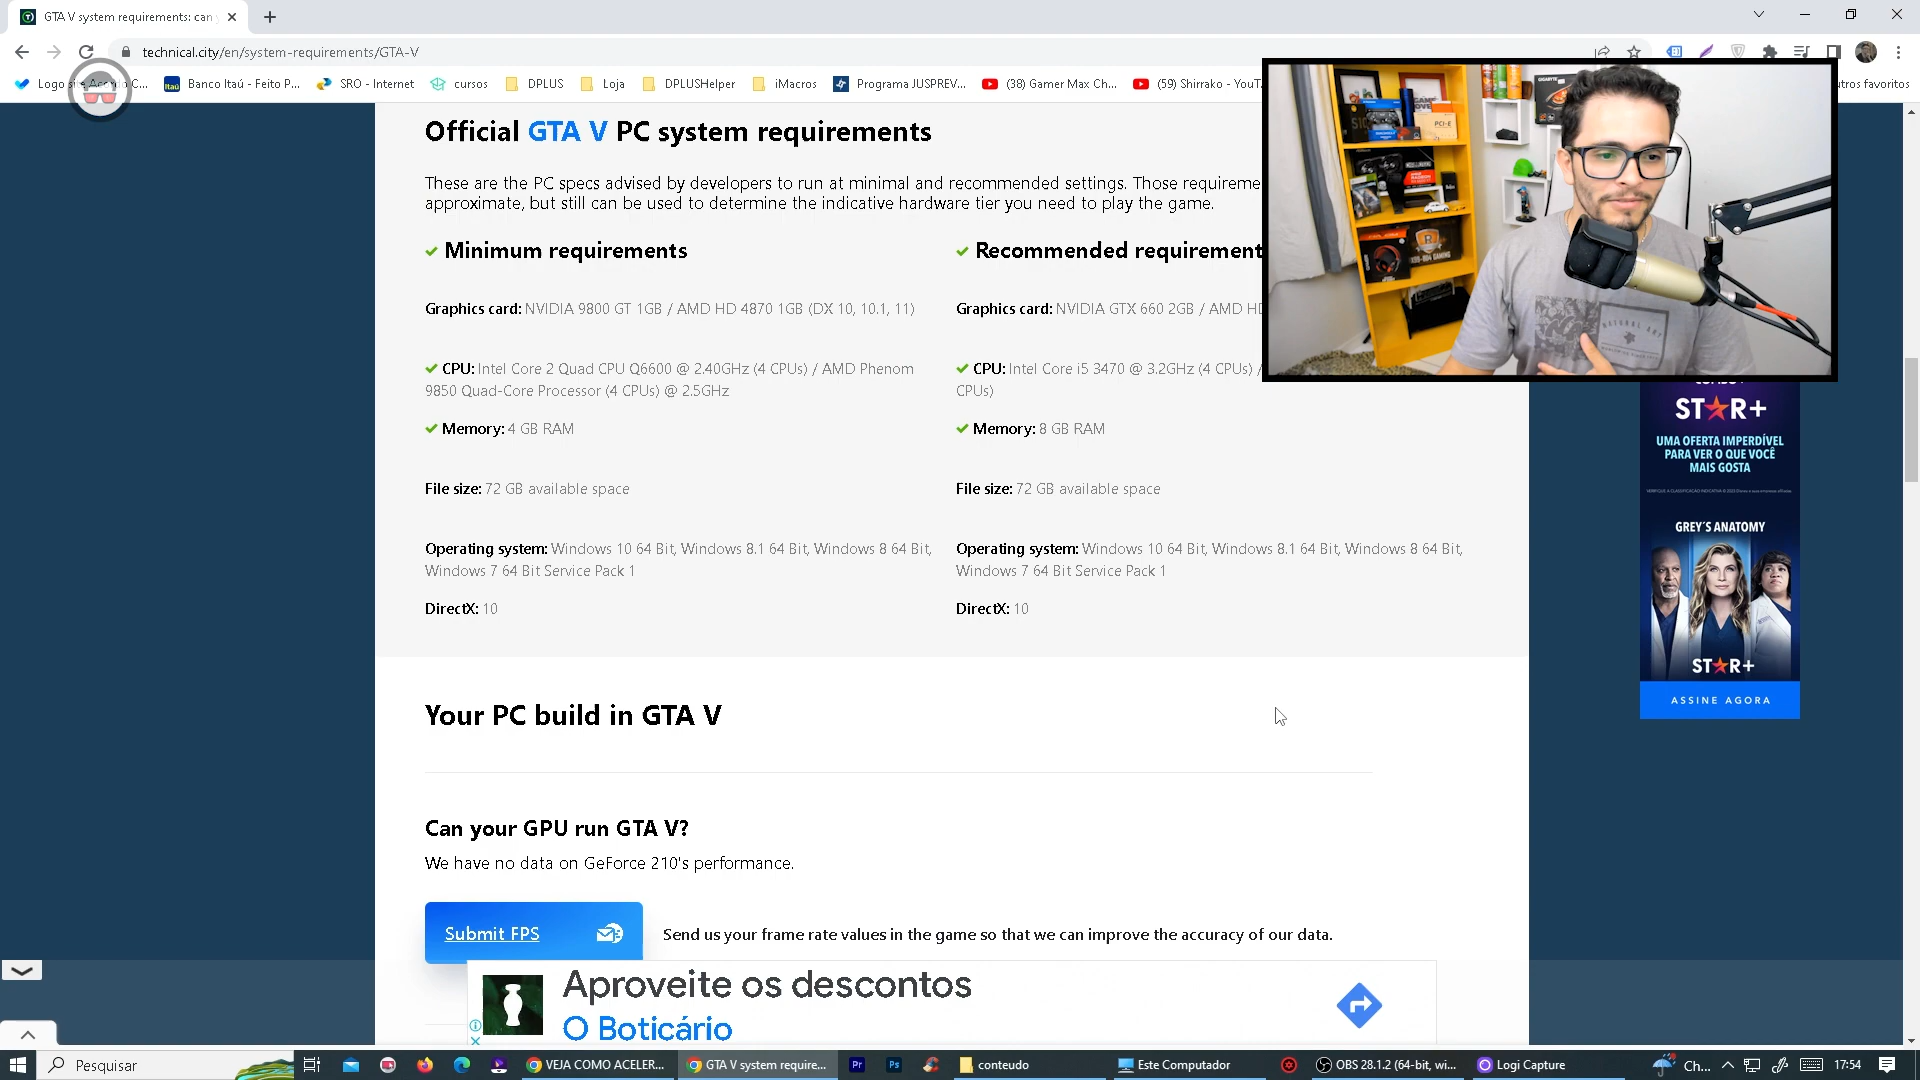 GTA V system requirements: can
technical.city/en/system-requirements/GTA-V
Banco Itaú - Feito P...
SRO - Internet
cursos
DPLUS
Loja
DPLUSHelper
iMacros
Programa JUSPREV...
(38) Gamer Max Ch...
(59) Shirrako - YouT
utros favoritos
Official GTA V PC system requirements
These are the PC specs advised by developers to run at minimal and recommended settings. Those requireme
approximate, but still can be used to determine the indicative hardware tier you need to play the game.
Minimum requirements
Graphics card: NVIDIA 9800 GT 1GB / AMD HD 4870 1GB (DX 10, 10.1, 11)
CPU: Intel Core 2 Quad CPU Q6600 @ 2.40GHz (4 CPUs) / AMD Phenom
9850 Quad-Core Processor (4 CPUs) @ 2.5GHz
Memory: 4 GB RAM
File size: 72 GB available space
Operating system: Windows 10 64 Bit, Windows 8.1 64 Bit, Windows 8 64 Bit,
Windows 7 64 Bit Service Pack 1
DirectX: 10
Recommended requirement
Graphics card: NVIDIA GTX 660 2GB / AMD HD
CPU: Intel Core i5 3470 @ 3.2GHz (4 CPUs) /
CPUs)
Memory: 8 GB RAM
File size: 72 GB available space
Operating system: Windows 10 64 Bit, Windows 8.1 64 Bit, Windows 8 64 Bit,
Windows 7 64 Bit Service Pack 1
DirectX: 10
STAR+
UMA OFERTA IMPERDÍVEL
PARA VER O QUE VOCÊ
MAIS GOSTA
GREY'S ANATOMY
STAR+
ASSINE AGORA
Your PC build in GTA V
Can your GPU run GTA V?
We have no data on GeForce 210's performance.
Submit FPS
Send us your frame rate values in the game so that we can improve the accuracy of our data.
Aproveite os descontos
O Boticário
Pesquisar
VEJA COMO ACELER...
GTA V system require...
Pr
Ps
conteudo
Este Computador
OBS 28.1.2 (64-bit, wi...
Logi Capture
Ch...
17:54